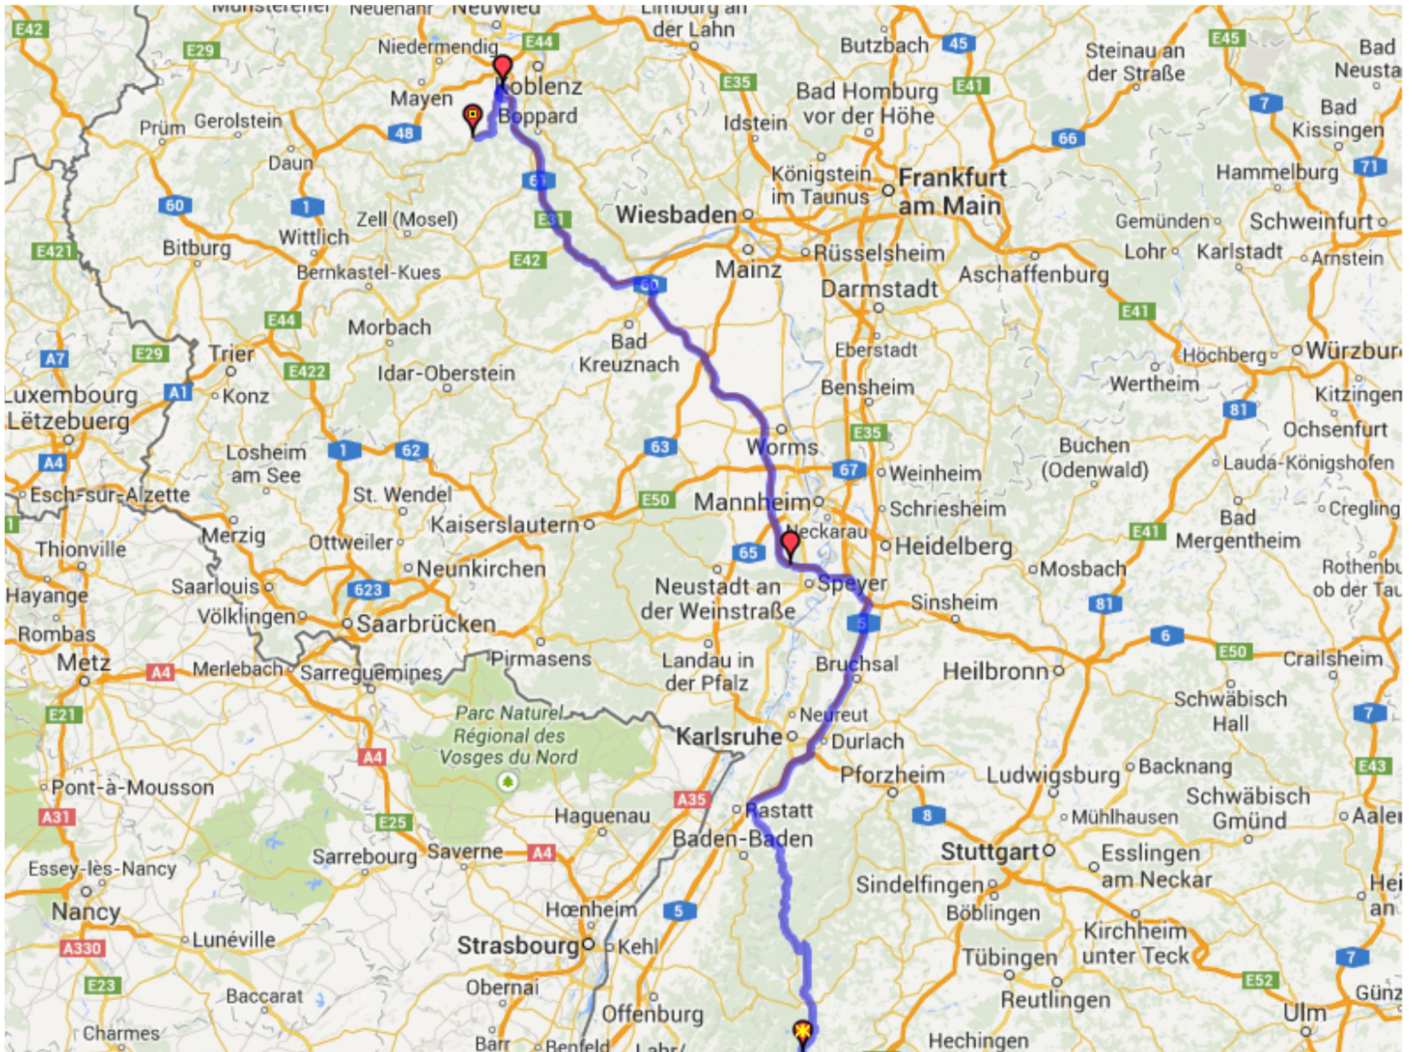 Neuwied
Limburg an
der Lahn
E42
E29
Niedermendig
E44
Butzbach
45
Steinau an
der Straße
E45
Bad
Neusta
Koblenz
Mayen
Boppard
E35
Bad Homburg
vor der Höhe
E41
7
Bad
Kissingen
Prüm
Gerolstein
48
Idstein
66
Daun
Königstein
im Taunus
Frankfurt
am Main
Hammelburg
71
60
1
Zell (Mosel)
E31
Wiesbaden
Gemünden
Schweinfurt
E421
Bitburg
Wittlich
E42
Mainz
Rüsselsheim
Lohr
Karlstadt
Arnstein
Bernkastel-Kues
60
Aschaffenburg
Darmstadt
E44
Morbach
Bad
Kreuznach
E41
A7
E29
Trier
E422
Eberstadt
Höchberg
Würzbur
Idar-Oberstein
Bensheim
Wertheim
Luxembourg
Lëtzebuerg
A1
Konz
Kitzingen
81
A4
Losheim
am See
1
62
63
Worms
E35
Buchen
(Odenwald)
Ochsenfurt
67
Weinheim
Lauda-Königshofen
Esch-sur-Alzette
St. Wendel
E50
Mannheim
Schriesheim
Bad
Mergentheim
Cregling
1
Merzig
Kaiserslautern
Neckarau
E41
Thionville
Ottweiler
65
Heidelberg
Hayange
Saarlouis
Neunkirchen
Neustadt an
der Weinstraße
Speyer
Mosbach
Rothenbu
ob der Tau
623
Völklingen
Saarbrücken
Sinsheim
81
Rombas
5
6
Metz
A4
Merlebach
Sarreguemines
Pirmasens
Landau in
der Pfalz
Bruchsal
Heilbronn
E50
Crailsheim
E21
Parc Naturel
Régional des
Vosges du Nord
Neureut
Schwäbisch
Hall
7
Karlsruhe
Durlach
A4
Pforzheim
Ludwigsburg
Backnang
E43
Pont-à-Mousson
A35
Rastatt
Schwäbisch
Gmünd
A31
E25
Haguenau
8
Mühlhausen
Aaler
Baden-Baden
Essey-lès-Nancy
Sarrebourg
Saverne
A4
Stuttgart
Esslingen
am Neckar
Sindelfingen
Hei
an
Nancy
Hœnheim
5
Böblingen
Kirchheim
unter Teck
A330
Lunéville
Strasbourg
Kehl
Tübingen
7
E23
Baccarat
Obernai
Offenburg
Reutlingen
E52
Günz
Ulm
Charmes
Barr
Benfeld
Lahr/
Hechingen